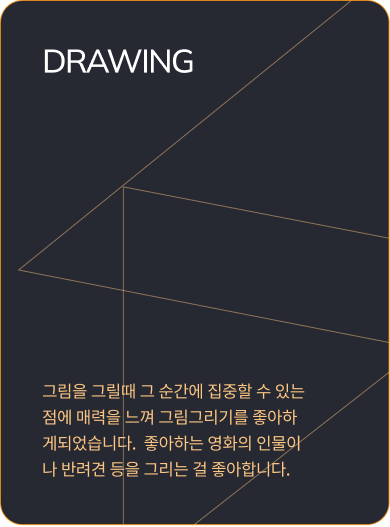 DRAWING
그림을 그릴때 그 순간에 집중할 수 있는
점에 매력을 느껴 그림그리기를 좋아하
게되었습니다.  좋아하는 영화의 인물이
나 반려견 등을 그리는 걸 좋아합니다.